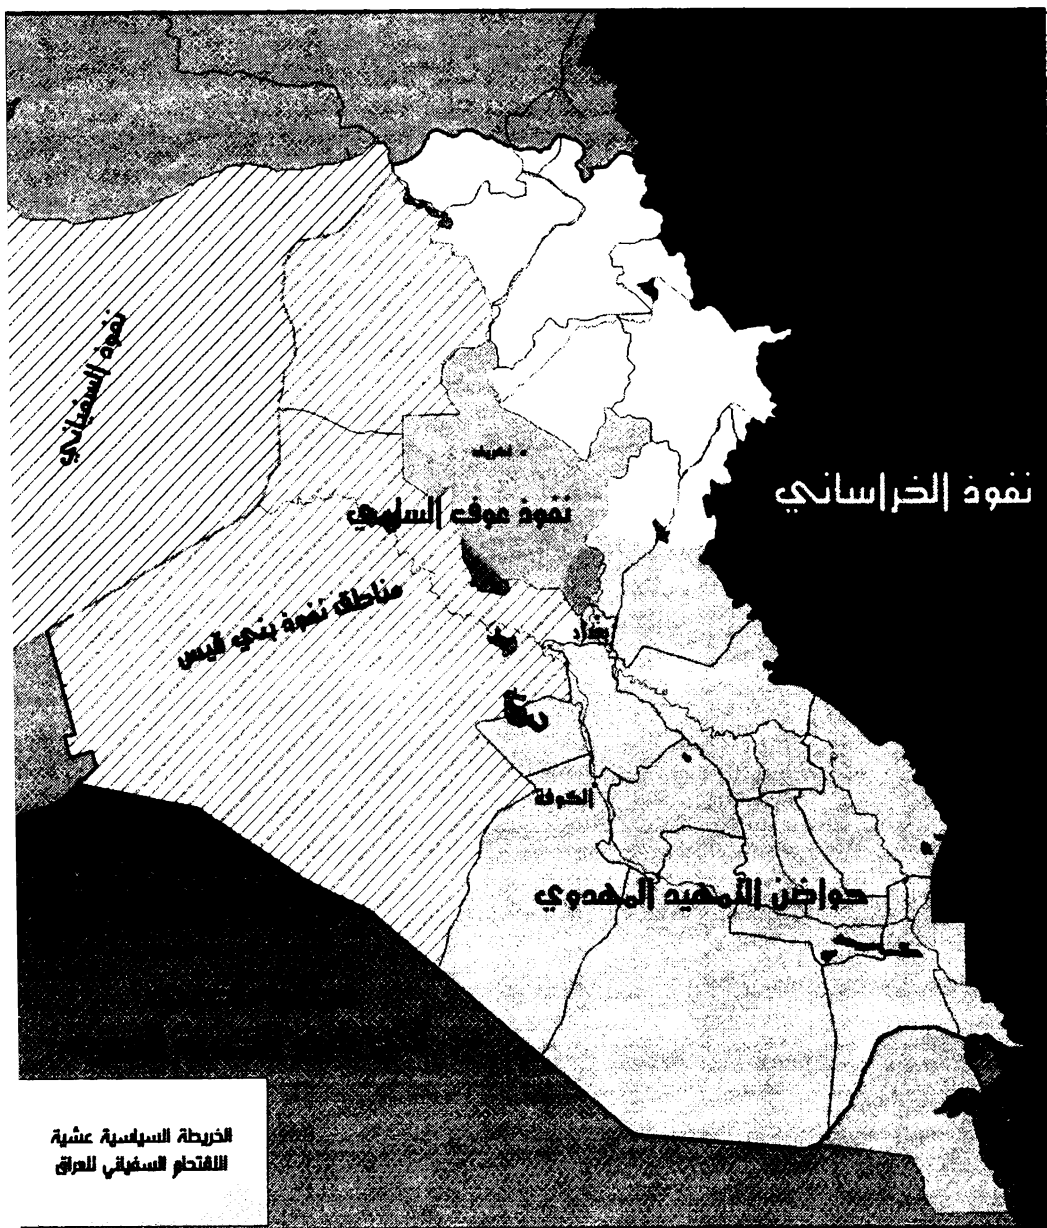 نفوذ السفياني
نفوذ الخراساني
تكريت
نفوذ عوف السلمي
مناطق نفوذ بني قيس
بغداد
الكوفة
حواضن التمهيد المهدوي
الخريطة السياسية عشية
الاقتحام السفياني للعراق